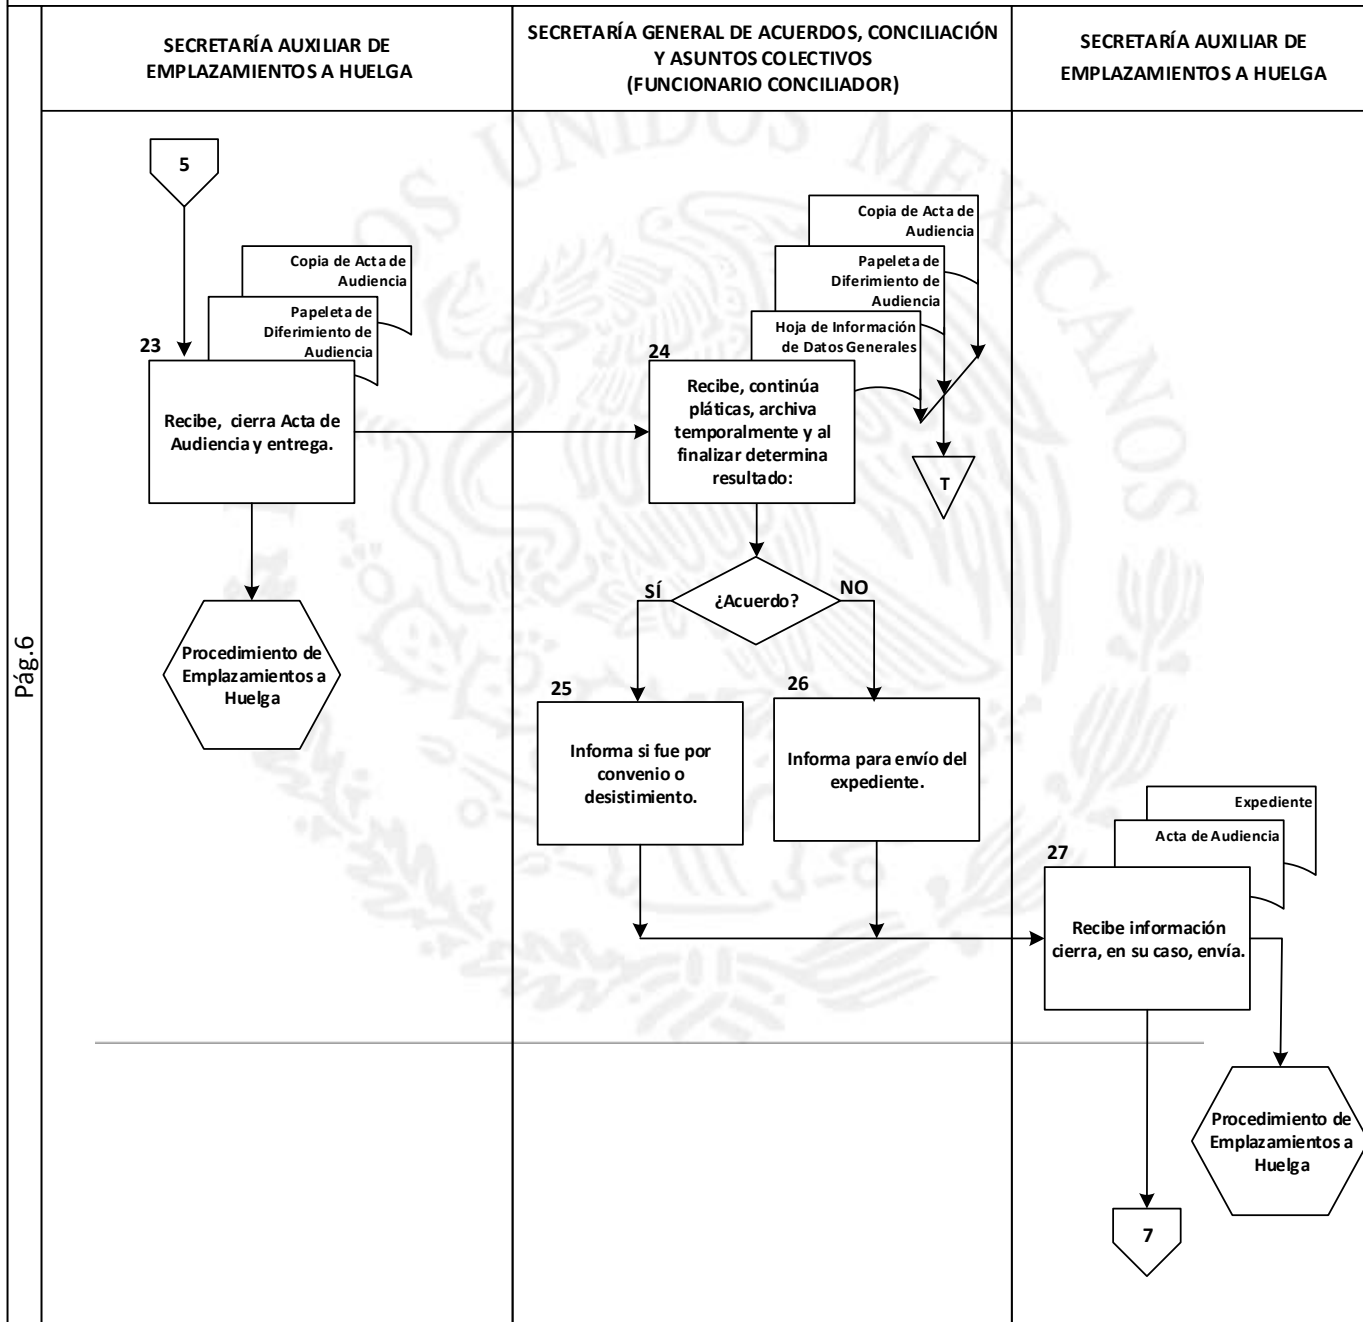 SECRETARÍA AUXILIAR DE
EMPLAZAMIENTOS A HUELGA
SECRETARÍA GENERAL DE ACUERDOS, CONCILIACIÓN
Y ASUNTOS COLECTIVOS
(FUNCIONARIO CONCILIADOR)
SECRETARÍA AUXILIAR DE
EMPLAZAMIENTOS A HUELGA
Pág.6
5
Copia de Acta de
Audiencia
Papeleta de
Diferimiento de
Audiencia
23
Recibe, cierra Acta de
Audiencia y entrega.
Procedimiento de
Emplazamientos a
Huelga
Copia de Acta de
Audiencia
Papeleta de
Diferimiento de
Audiencia
Hoja de Información
de Datos Generales
24
Recibe, continúa
pláticas, archiva
temporalmente y al
finalizar determina
resultado:
T
¿Acuerdo?
SÍ
NO
25
Informa si fue por
convenio o
desistimiento.
26
Informa para envío del
expediente.
Expediente
Acta de Audiencia
27
Recibe información
cierra, en su caso, envía.
Procedimiento de
Emplazamientos a
Huelga
7
UNIDOS MEXICANOS